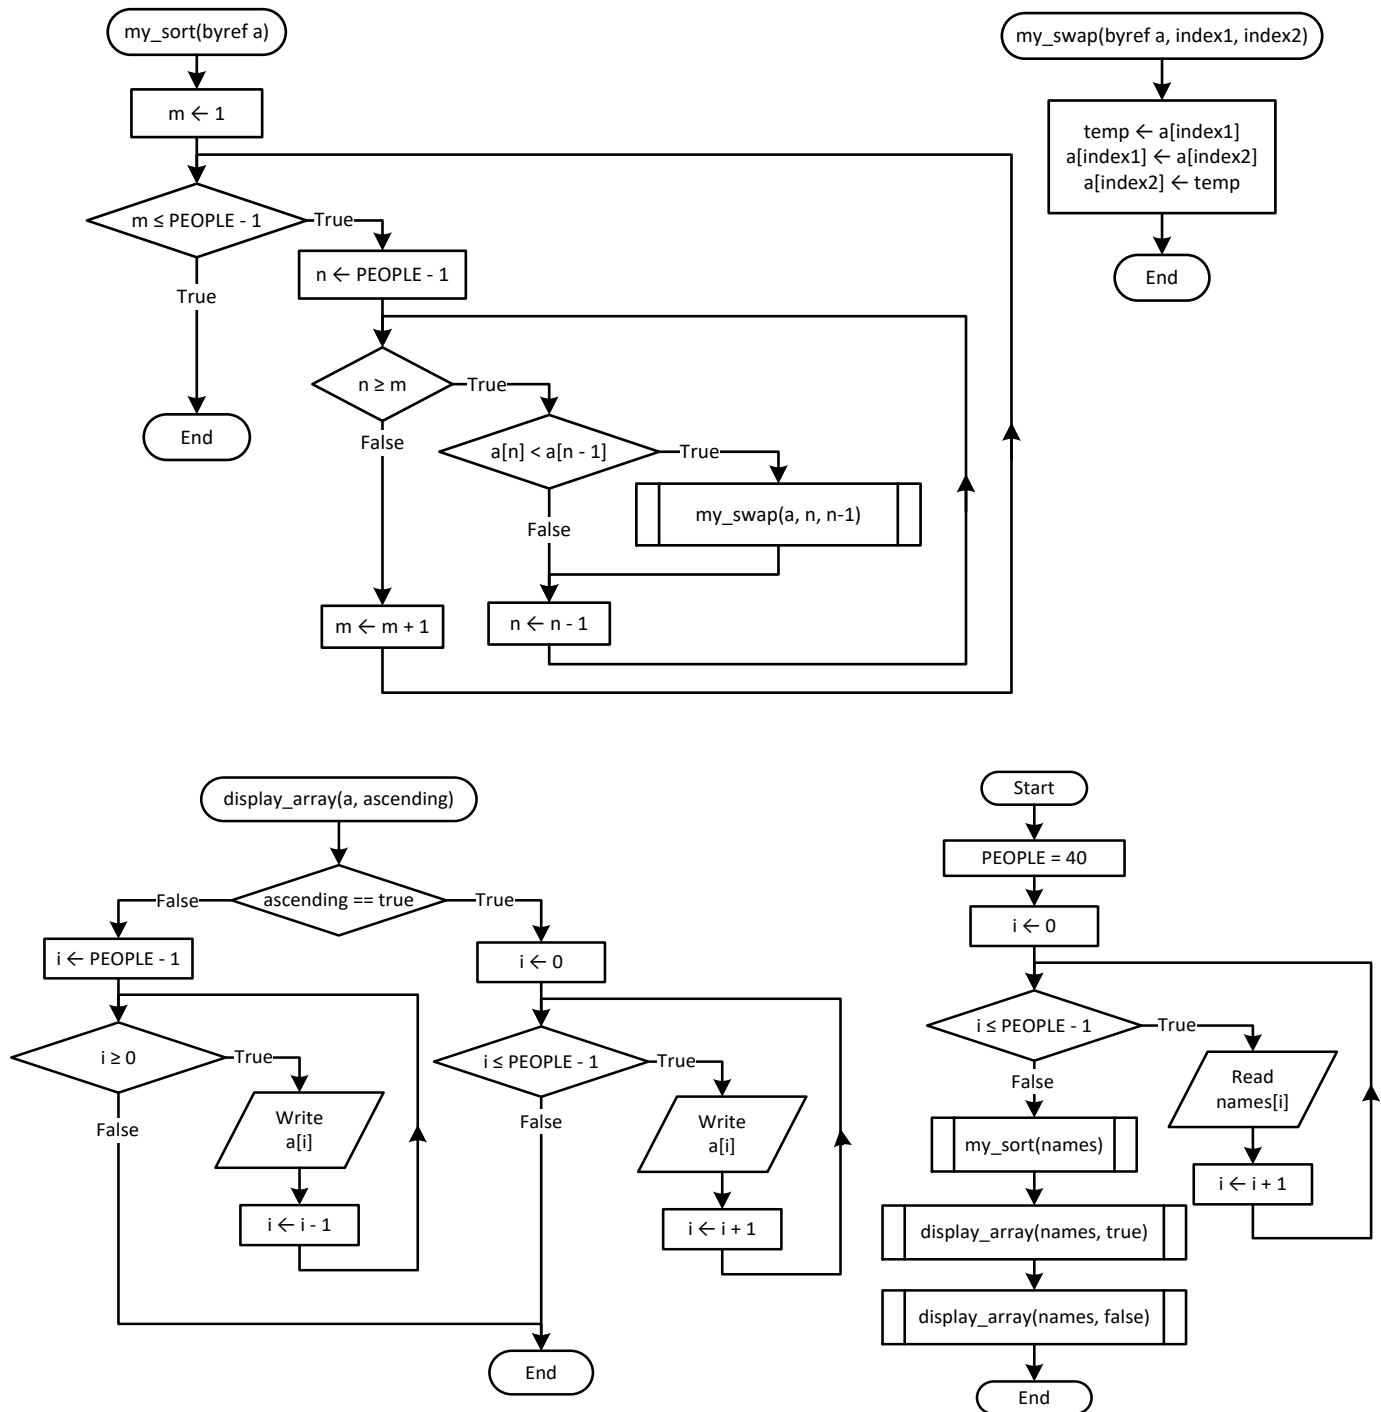 my_sort(byref a)
m ← 1
m ≤ PEOPLE - 1
True
True
End
n ← PEOPLE - 1
n ≥ m
True
False
a[n] < a[n - 1]
True
my_swap(a, n, n-1)
False
m ← m + 1
n ← n - 1
my_swap(byref a, index1, index2)
temp ← a[index1]
a[index1] ← a[index2]
a[index2] ← temp
End
display_array(a, ascending)
ascending == true
False
True
i ← PEOPLE - 1
i ≥ 0
True
False
Write
a[i]
i ← i - 1
i ← 0
i ≤ PEOPLE - 1
True
False
Write
a[i]
i ← i + 1
End
Start
PEOPLE = 40
i ← 0
i ≤ PEOPLE - 1
True
False
Read
names[i]
i ← i + 1
my_sort(names)
display_array(names, true)
display_array(names, false)
End